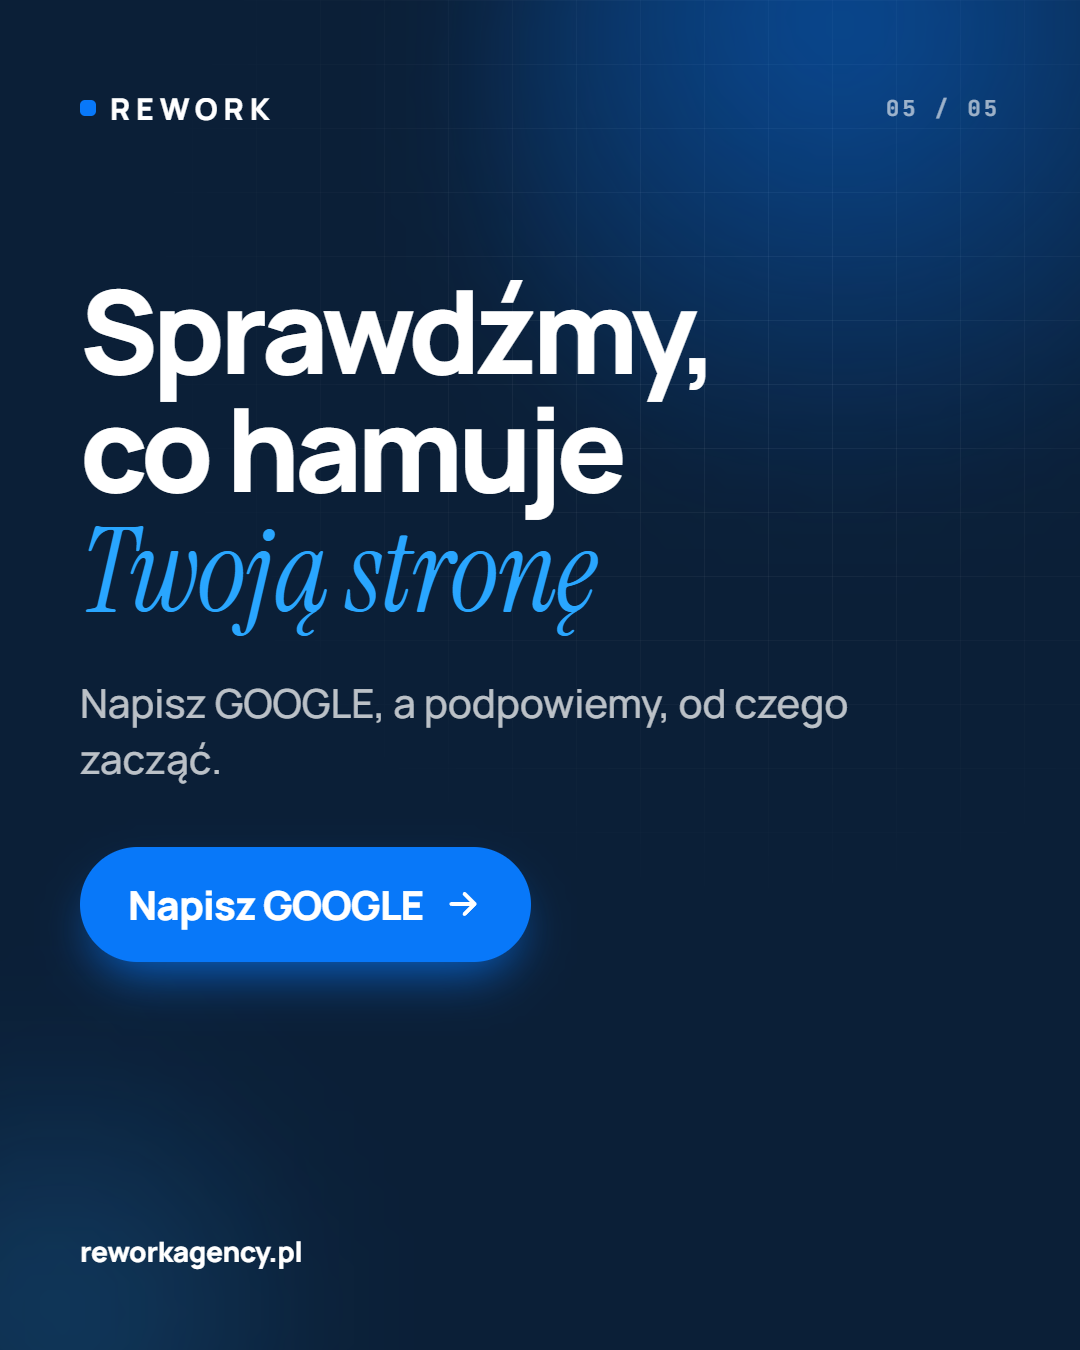 REWORK
05 / 05
Sprawdźmy,
co hamuje
Twoją stronę
Napisz GOOGLE, a podpowiemy, od czego
zacząć.
Napisz GOOGLE →
reworkagency.pl